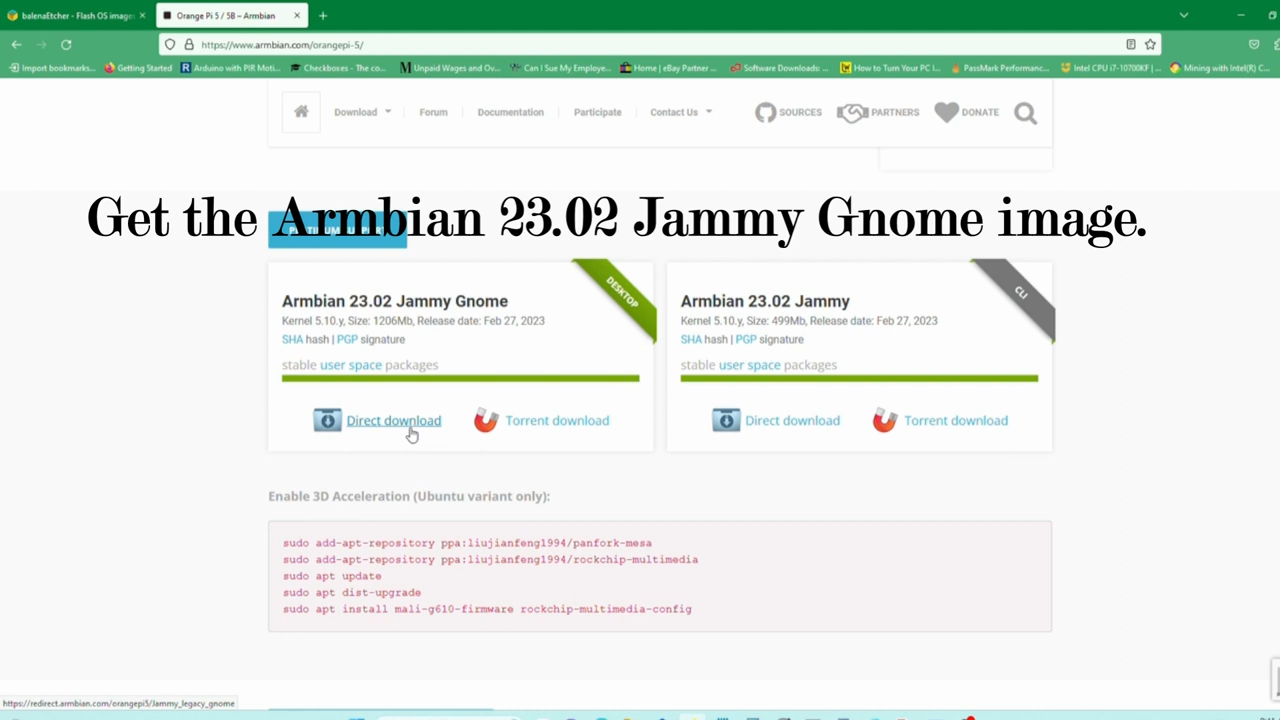 balenaEtcher - Flash OS image
Orange Pi 5 / 5B – Armbian
https://www.armbian.com/orangepi-5/
Import bookmarks...
Getting Started
Arduino with PIR Moti...
Checkboxes - The co...
Unpaid Wages and Ov...
Can I Sue My Employe...
Home | eBay Partner ...
Software Downloads: ...
How to Turn Your PC I...
PassMark Performanc...
Intel CPU i7-10700KF | ...
Mining with Intel(R) C...
Download
Forum
Documentation
Participate
Contact Us
SOURCES
PARTNERS
DONATE
Get the Armbian 23.02 Jammy Gnome image.
Armbian 23.02 Jammy Gnome
DESKTOP
Kernel 5.10.y, Size: 1206Mb, Release date: Feb 27, 2023
SHA hash | PGP signature
stable user space packages
Direct download
Torrent download
Armbian 23.02 Jammy
CLI
Kernel 5.10.y, Size: 499Mb, Release date: Feb 27, 2023
SHA hash | PGP signature
stable user space packages
Direct download
Torrent download
Enable 3D Acceleration (Ubuntu variant only):
sudo add-apt-repository ppa:liujianfeng1994/panfork-mesa
sudo add-apt-repository ppa:liujianfeng1994/rockchip-multimedia
sudo apt update
sudo apt dist-upgrade
sudo apt install mali-g610-firmware rockchip-multimedia-config
https://redirect.armbian.com/orangepi5/Jammy_legacy_gnome